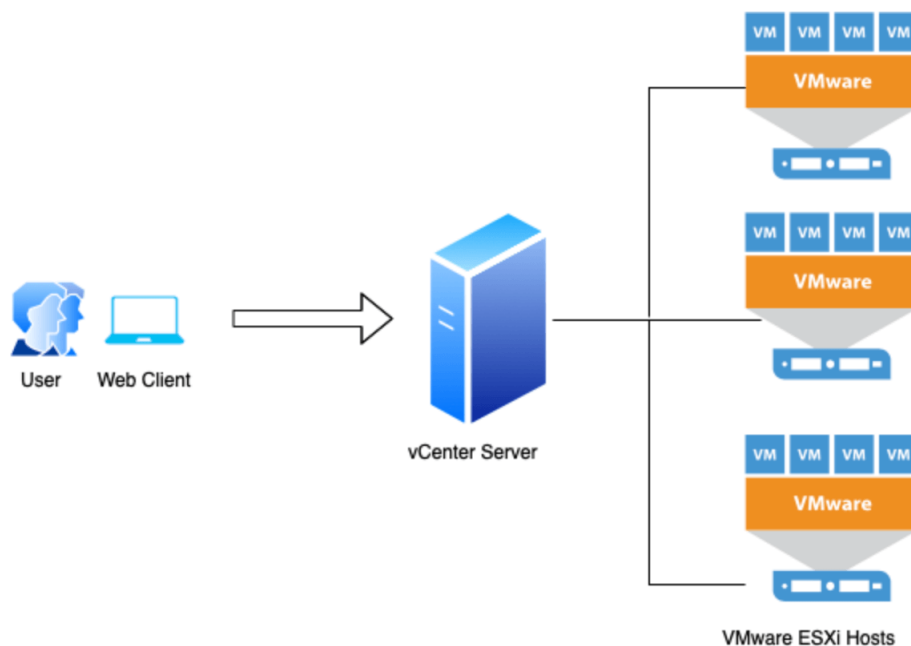 VM VM VM VM
VMware
VM VM VM VM
VMware
User
Web Client
vCenter Server
VM VM VM VM
VMware
VMware ESXi Hosts